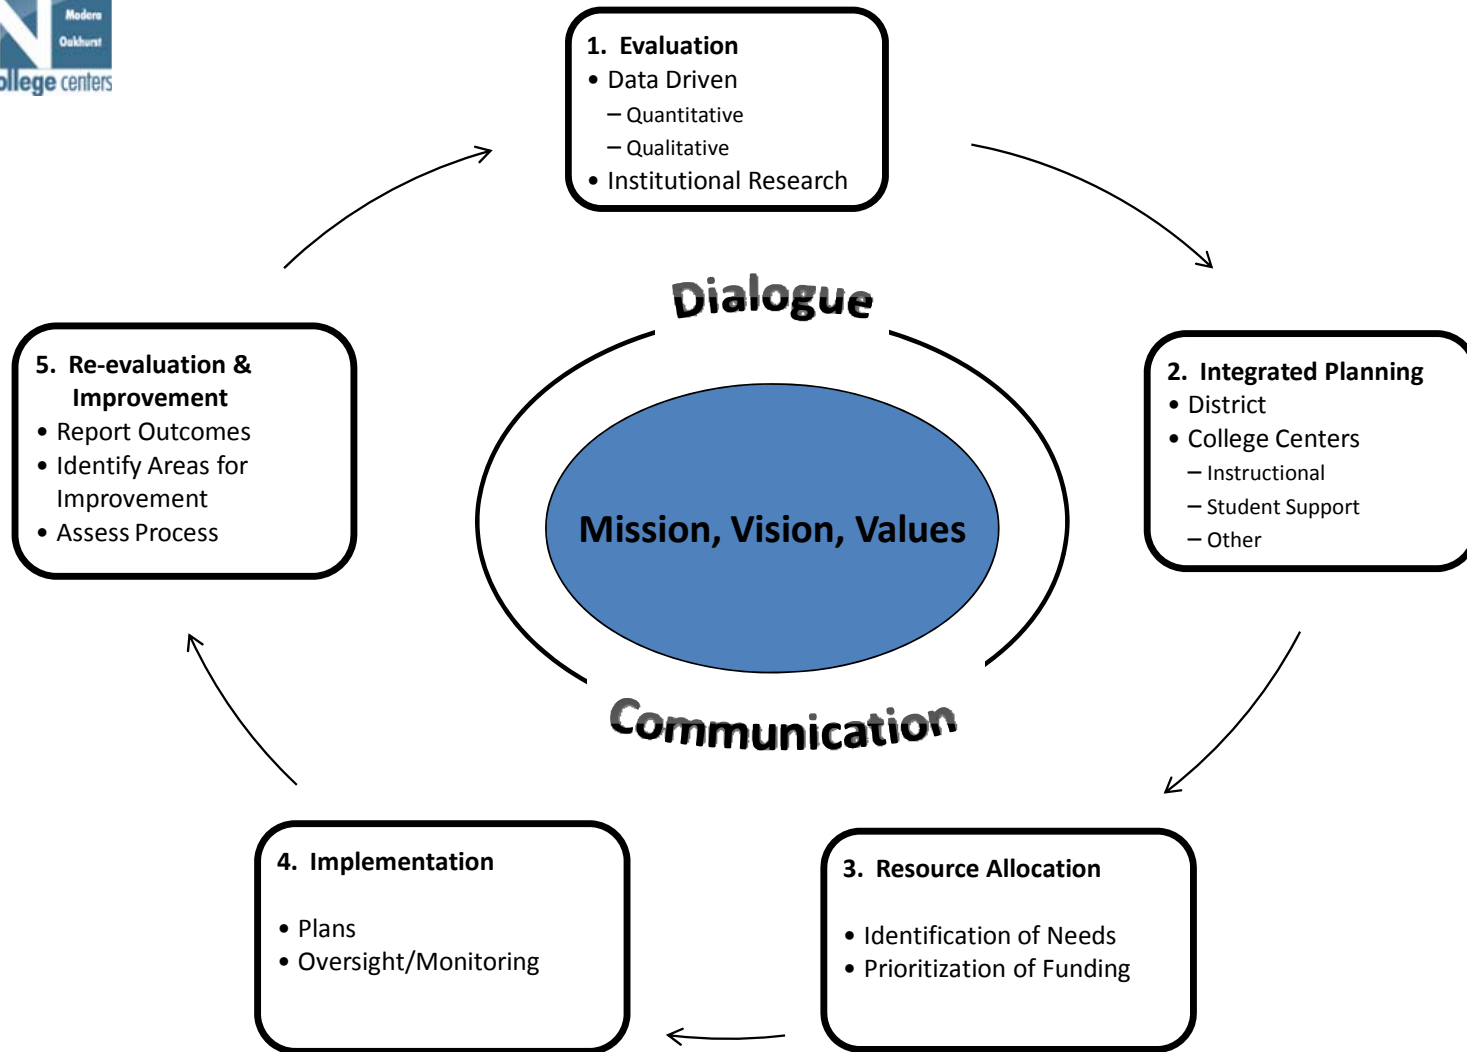 Madera
Oakhurst
college centers
1. Evaluation
• Data Driven
– Quantitative
– Qualitative
• Institutional Research
Dialogue
5. Re-evaluation &
Improvement
• Report Outcomes
• Identify Areas for
Improvement
• Assess Process
2. Integrated Planning
• District
• College Centers
– Instructional
– Student Support
– Other
Mission, Vision, Values
Communication
4. Implementation
• Plans
• Oversight/Monitoring
3. Resource Allocation
• Identification of Needs
• Prioritization of Funding